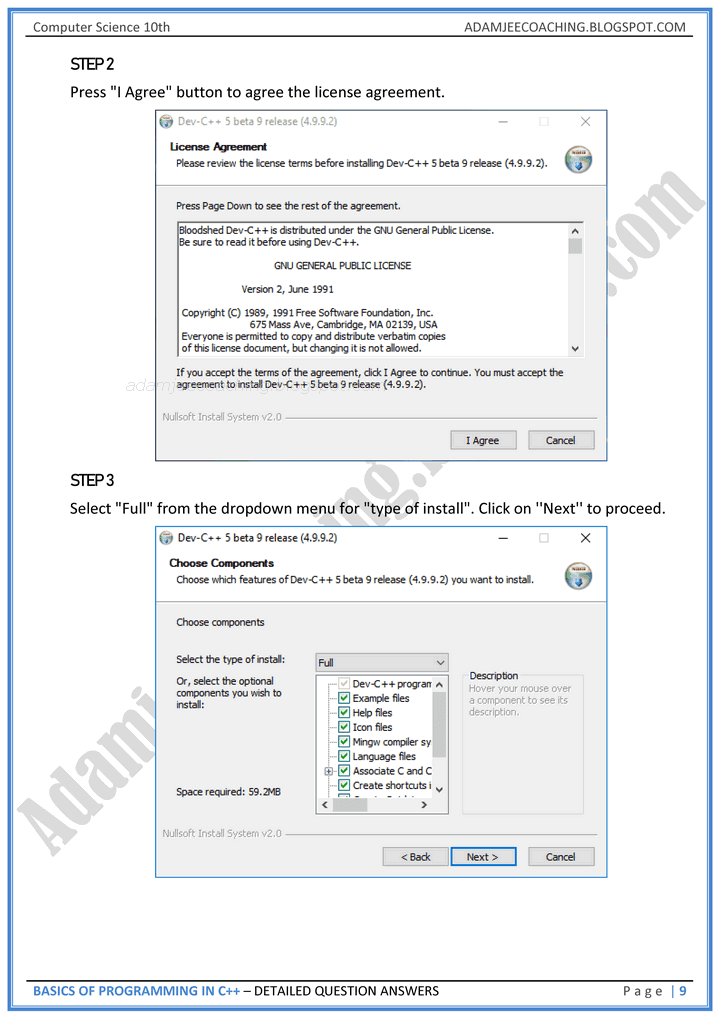 Computer Science 10th ADAMJEECOACHING.BLOGSPOT.COM
STEP 2
Press "I Agree" button to agree the license agreement.
Dev-C++ 5 beta 9 release (4.9.9.2)
License Agreement
Please review the license terms before installing Dev-C++ 5 beta 9 release (4.9.9.2).
Press Page Down to see the rest of the agreement.
Bloodshed Dev-C++ is distributed under the GNU General Public License.
Be sure to read it before using Dev-C++.
GNU GENERAL PUBLIC LICENSE
Version 2, June 1991
Copyright (C) 1989, 1991 Free Software Foundation, Inc.
675 Mass Ave, Cambridge, MA 02139, USA
Everyone is permitted to copy and distribute verbatim copies
of this license document, but changing it is not allowed.
If you accept the terms of the agreement, click I Agree to continue. You must accept the
agreement to install Dev-C++ 5 beta 9 release (4.9.9.2).
Nullsoft Install System v2.0
I Agree Cancel
STEP 3
Select "Full" from the dropdown menu for "type of install". Click on ''Next'' to proceed.
Dev-C++ 5 beta 9 release (4.9.9.2)
Choose Components
Choose which features of Dev-C++ 5 beta 9 release (4.9.9.2) you want to install.
Choose components
Select the type of install: Full
Or, select the optional
components you wish to
install:
Dev-C++ program
Example files
Help files
Icon files
Mingw compiler sy
Language files
Associate C and C
Create shortcuts i
Description
Hover your mouse over
a component to see its
description.
Space required: 59.2MB
Nullsoft Install System v2.0
< Back Next > Cancel
BASICS OF PROGRAMMING IN C++ – DETAILED QUESTION ANSWERS Page | 9